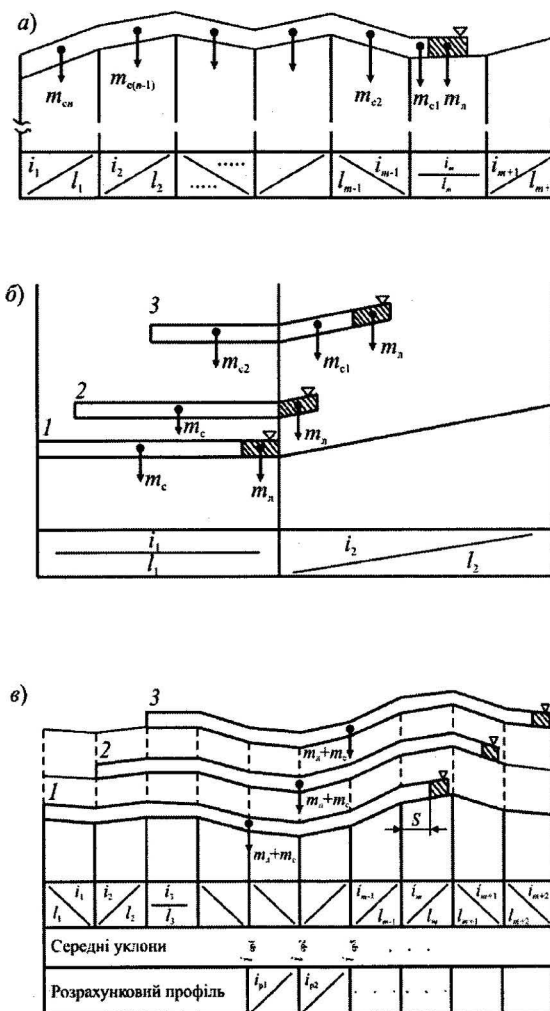 а)
m_cn m_c(n-1) m_c2 m_c1 m_л
i_1 l_1 i_2 l_2 ..... ..... l_m-1 i_m-1 i_m l_m i_m+1 l_m+
б)
3
m_c2 m_c1 m_л
2
m_c m_л
1
m_c m_л
i_1 l_1 i_2 l_2
в)
3
m_л+m_c
2
m_л+m_c
1
S
m_л+m_c
l_1 i_1 i_2 l_2 i_3 l_3 i_m-1 l_m-1 i_m l_m i_m+1 l_m+1 i_m+2 l_m+2
Середні уклони . . .
Розрахунковий профіль i_р1 i_р2 . . . . .